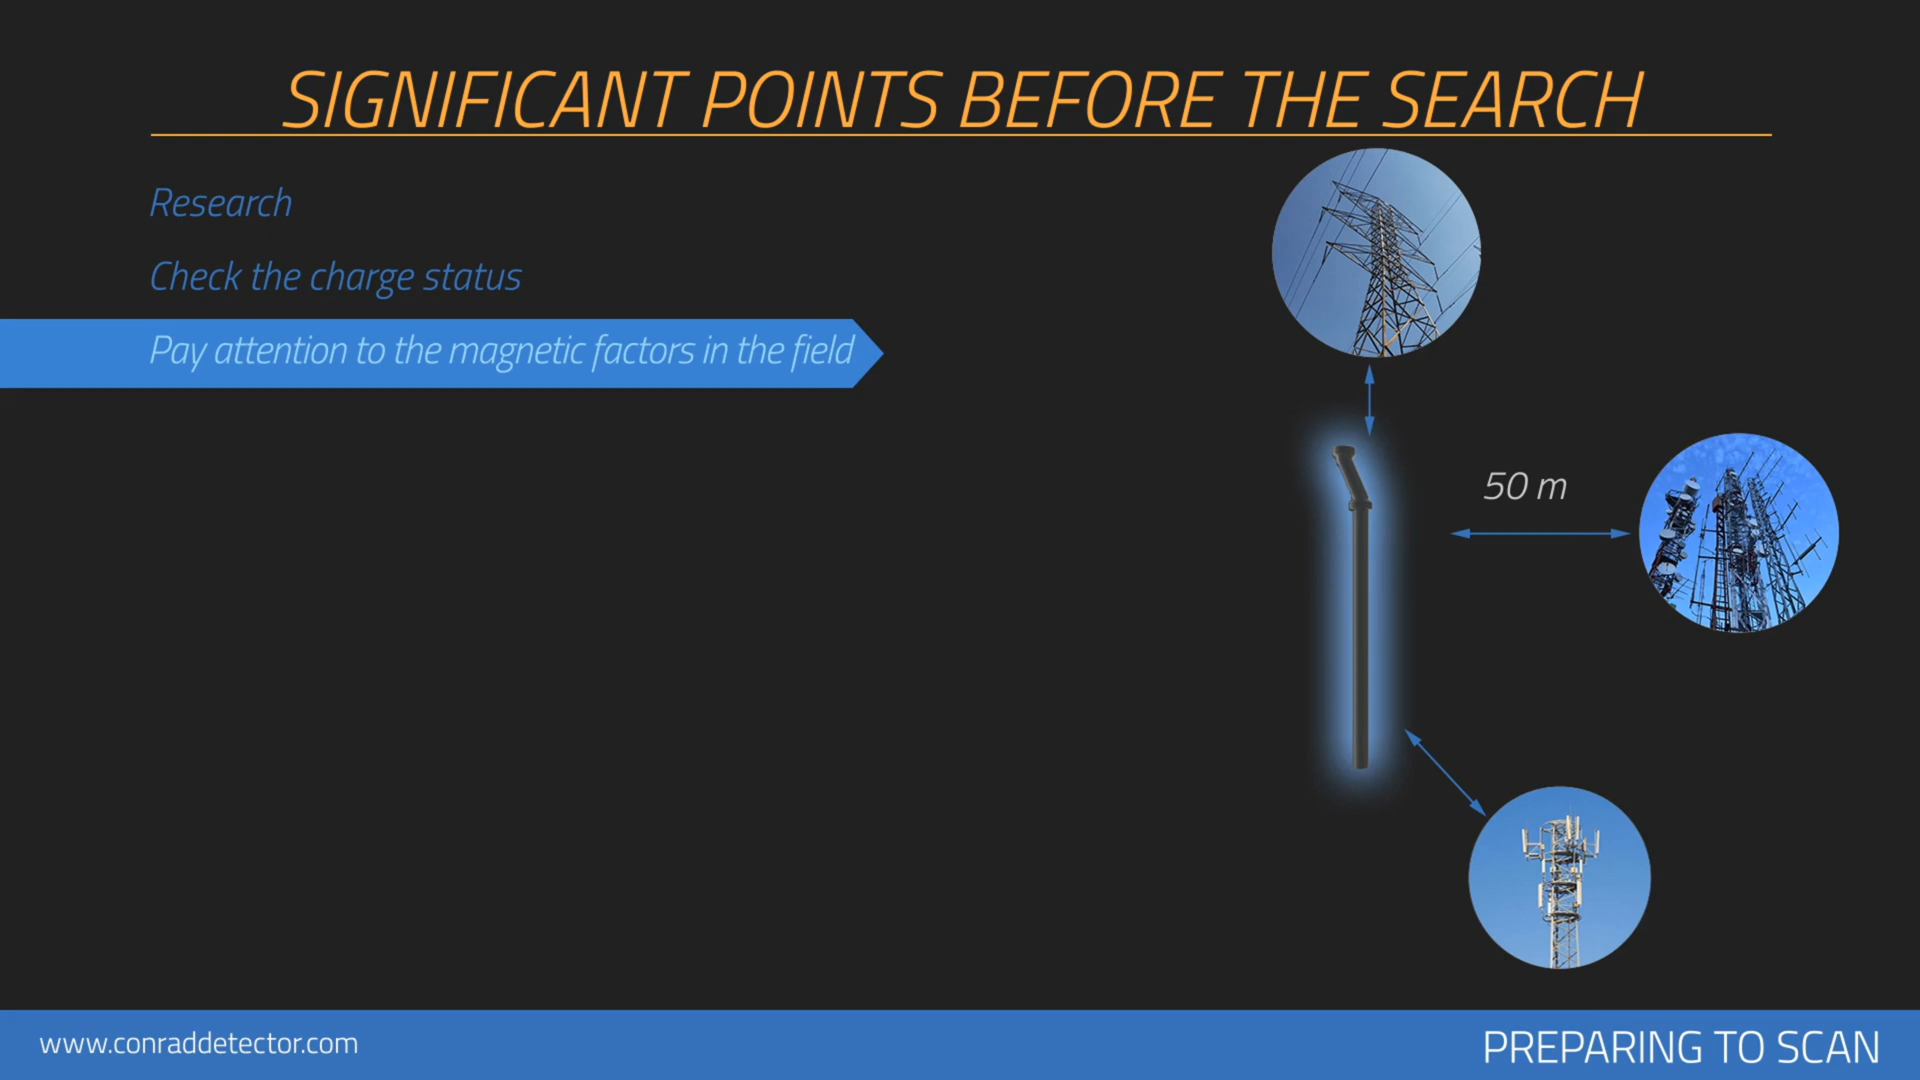 SIGNIFICANT POINTS BEFORE THE SEARCH
Research
Check the charge status
Pay attention to the magnetic factors in the field
50 m
www.conraddetector.com
PREPARING TO SCAN